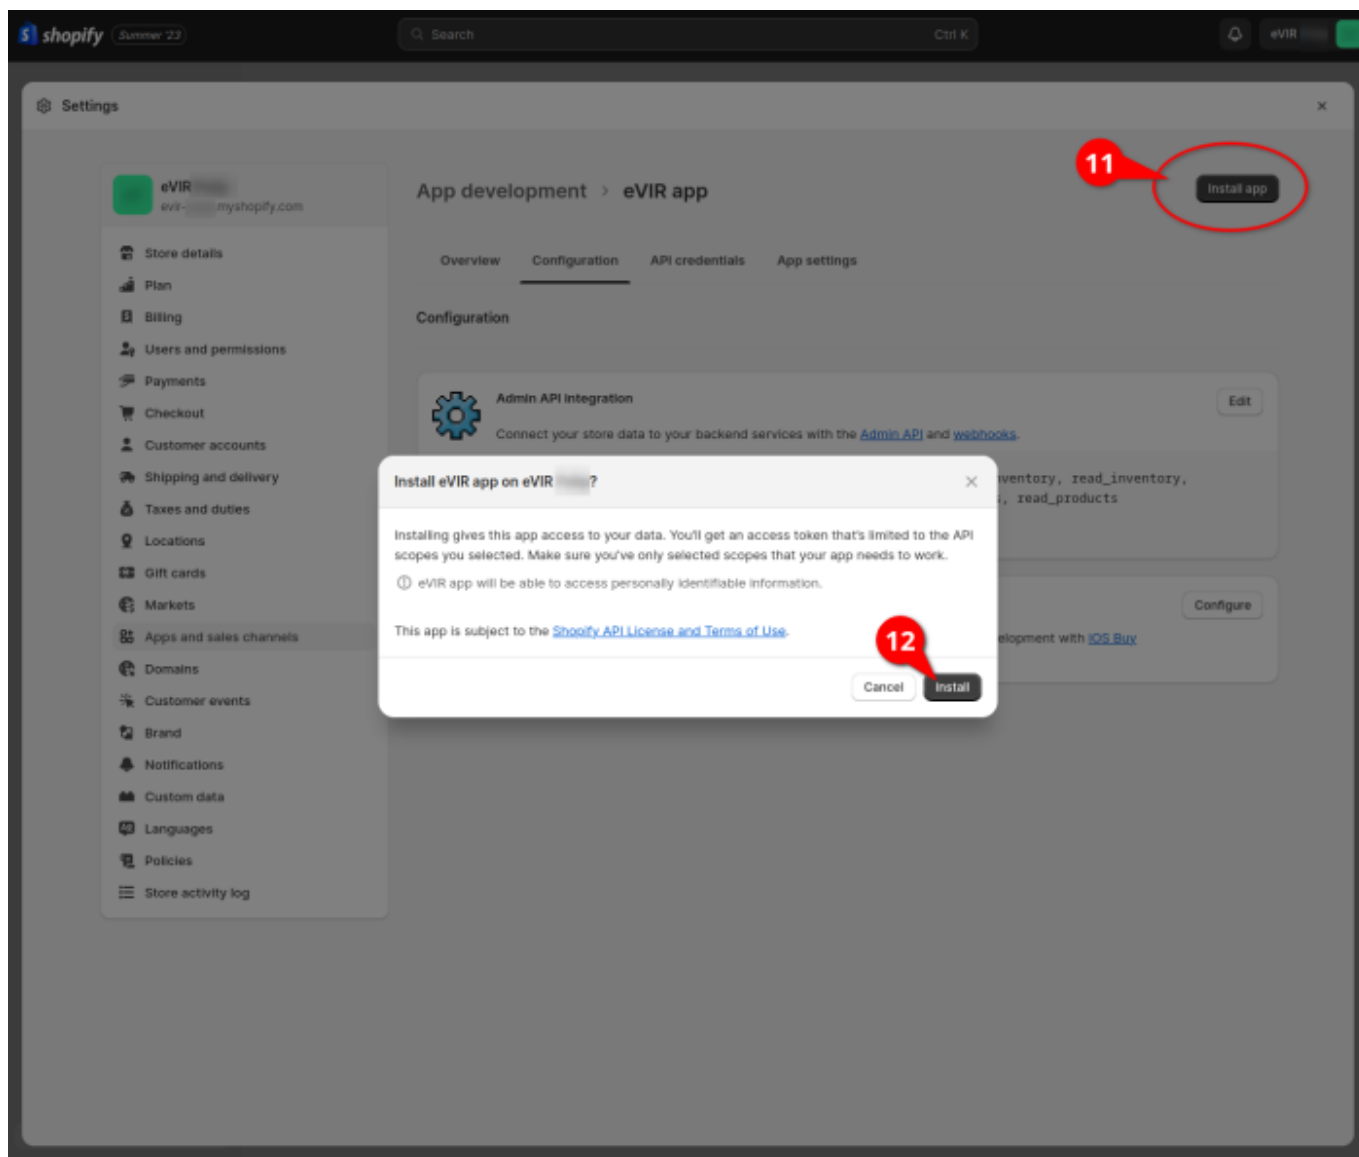 shopify Summer '23
Search Ctrl K
eVIR
Settings
11
eVIR
evir- .myshopify.com
App development › eVIR app
Install app
Store details
Plan
Billing
Users and permissions
Payments
Checkout
Customer accounts
Shipping and delivery
Taxes and duties
Locations
Gift cards
Markets
Apps and sales channels
Domains
Customer events
Brand
Notifications
Custom data
Languages
Policies
Store activity log
Overview Configuration API credentials App settings
Configuration
Admin API integration
Edit
Connect your store data to your backend services with the Admin API and webhooks.
read_inventory,
read_products
Configure
with iOS Buy
Install eVIR app on eVIR ?
Installing gives this app access to your data. You'll get an access token that's limited to the API
scopes you selected. Make sure you've only selected scopes that your app needs to work.
eVIR app will be able to access personally identifiable information.
This app is subject to the Shopify API License and Terms of Use.
12
Cancel Install